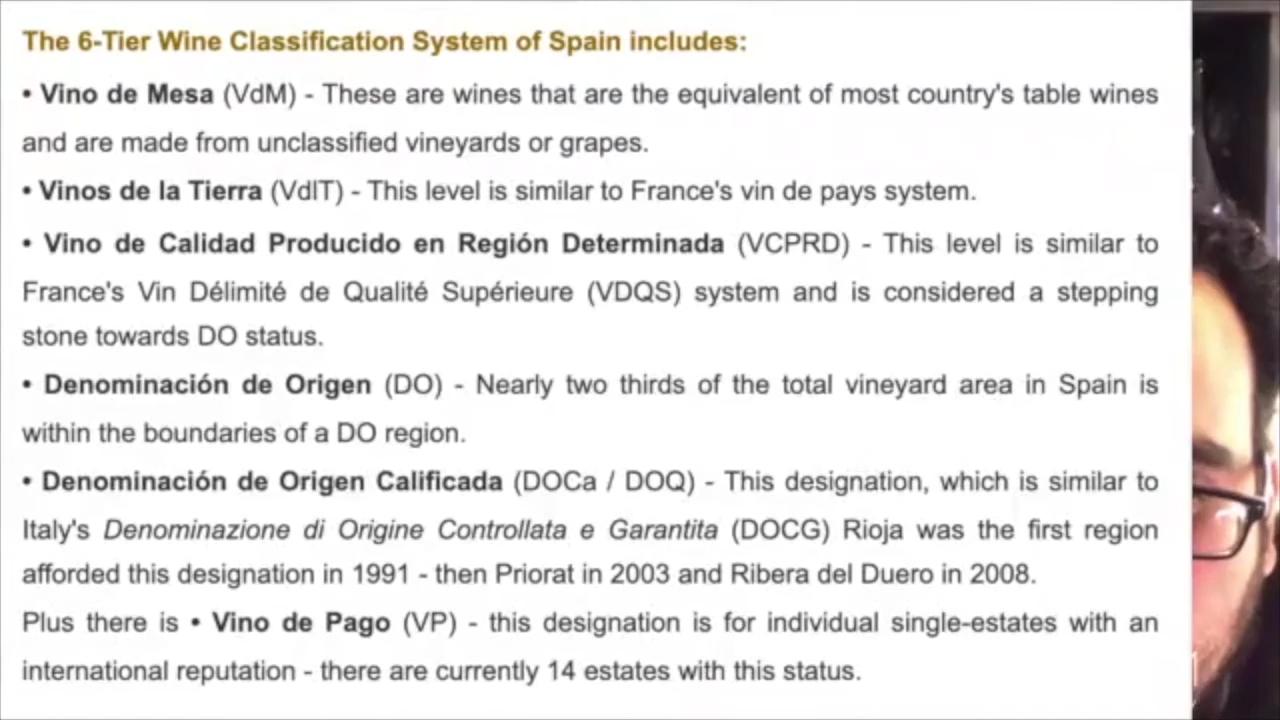 The 6-Tier Wine Classification System of Spain includes:
• Vino de Mesa (VdM) - These are wines that are the equivalent of most country's table wines
and are made from unclassified vineyards or grapes.
• Vinos de la Tierra (VdlT) - This level is similar to France's vin de pays system.
• Vino de Calidad Producido en Región Determinada (VCPRD) - This level is similar to
France's Vin Délimité de Qualité Supérieure (VDQS) system and is considered a stepping
stone towards DO status.
• Denominación de Origen (DO) - Nearly two thirds of the total vineyard area in Spain is
within the boundaries of a DO region.
• Denominación de Origen Calificada (DOCa / DOQ) - This designation, which is similar to
Italy's Denominazione di Origine Controllata e Garantita (DOCG) Rioja was the first region
afforded this designation in 1991 - then Priorat in 2003 and Ribera del Duero in 2008.
Plus there is • Vino de Pago (VP) - this designation is for individual single-estates with an
international reputation - there are currently 14 estates with this status.